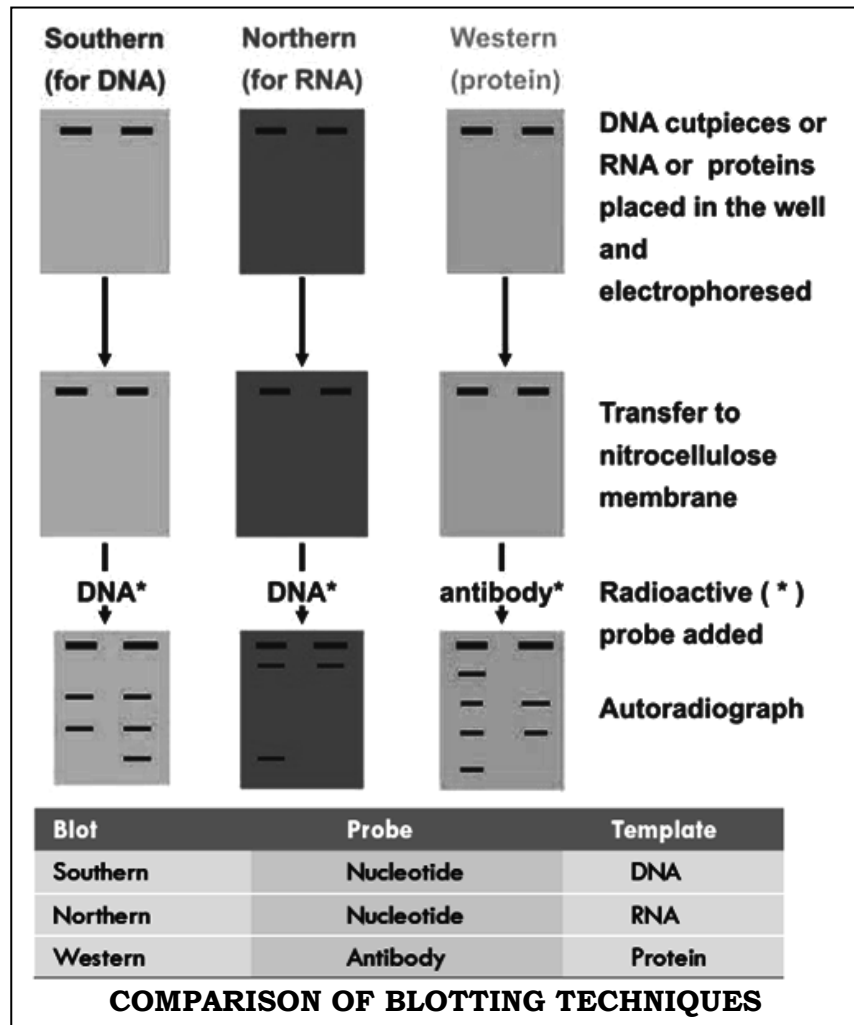 Southern
(for DNA)
Northern
(for RNA)
Western
(protein)
DNA cutpieces or
RNA or proteins
placed in the well
and
electrophoresed
Transfer to
nitrocellulose
membrane
DNA*
DNA*
antibody*
Radioactive ( * )
probe added
Autoradiograph
Blot Probe Template
Southern Nucleotide DNA
Northern Nucleotide RNA
Western Antibody Protein
COMPARISON OF BLOTTING TECHNIQUES